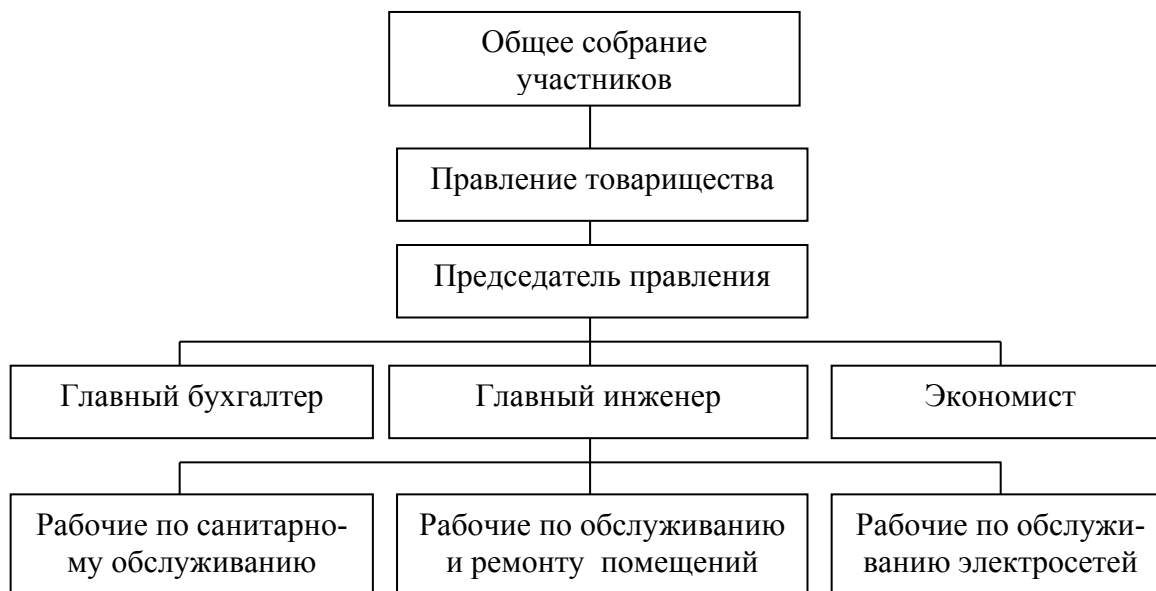 Общее собрание
участников
Правление товарищества
Председатель правления
Главный бухгалтер
Главный инженер
Экономист
Рабочие по санитарно-
му обслуживанию
Рабочие по обслуживанию
и ремонту помещений
Рабочие по обслужи-
ванию электросетей